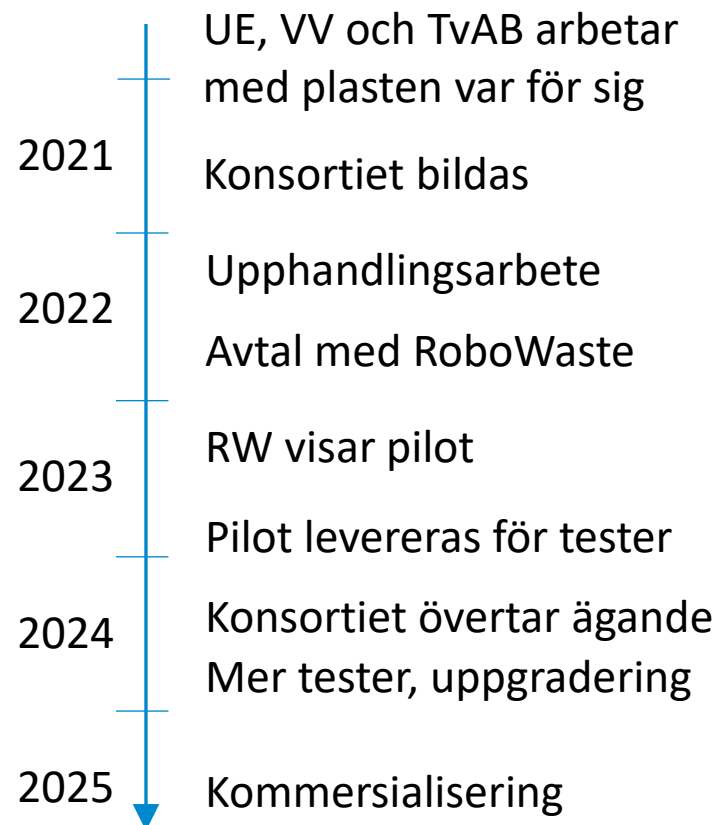 UE, VV och TvAB arbetar
med plasten var för sig
2021
Konsortiet bildas
Upphandlingsarbete
2022
Avtal med RoboWaste
RW visar pilot
2023
Pilot levereras för tester
Konsortiet övertar ägande
2024
Mer tester, uppgradering
2025
Kommersialisering